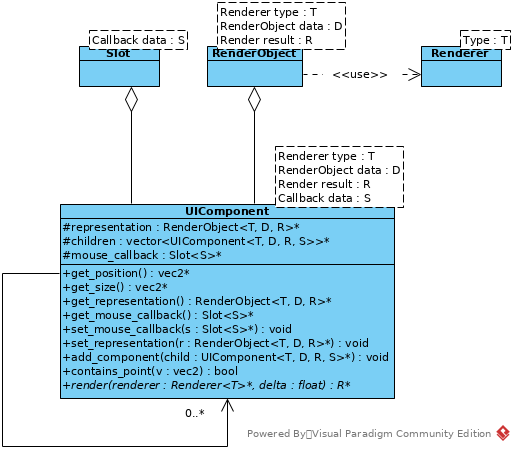 Renderer type : T
RenderObject data : D
Render result : R
Callback data : S
Type : T
Slot
RenderObject
Renderer
<<use>>
Renderer type : T
RenderObject data : D
Render result : R
Callback data : S
UIComponent
#representation : RenderObject<T, D, R>*
#children : vector<UIComponent<T, D, R, S>>*
#mouse_callback : Slot<S>*
+get_position() : vec2*
+get_size() : vec2*
+get_representation() : RenderObject<T, D, R>*
+get_mouse_callback() : Slot<S>*
+set_mouse_callback(s : Slot<S>*) : void
+set_representation(r : RenderObject<T, D, R>*) : void
+add_component(child : UIComponent<T, D, R, S>*) : void
+contains_point(v : vec2) : bool
+render(renderer : Renderer<T>*, delta : float) : R*
0..*
Powered By Visual Paradigm Community Edition